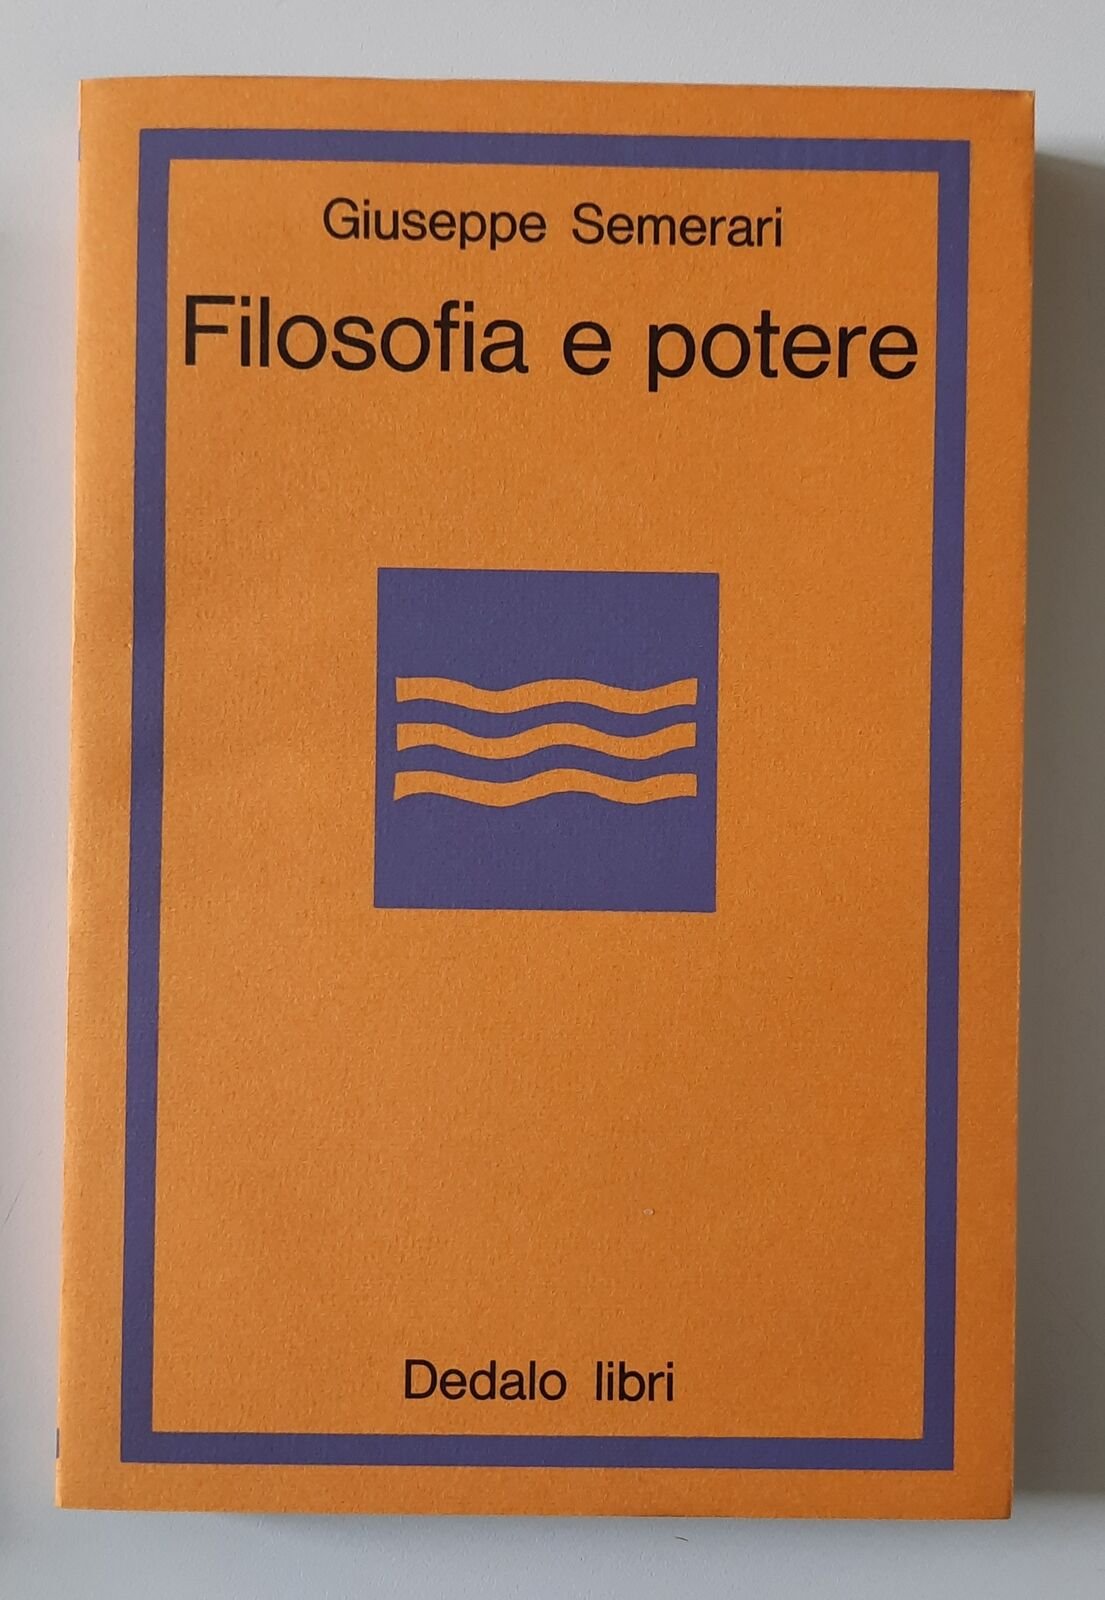 Giuseppe Semerari
Filosofia e potere
Dedalo libri